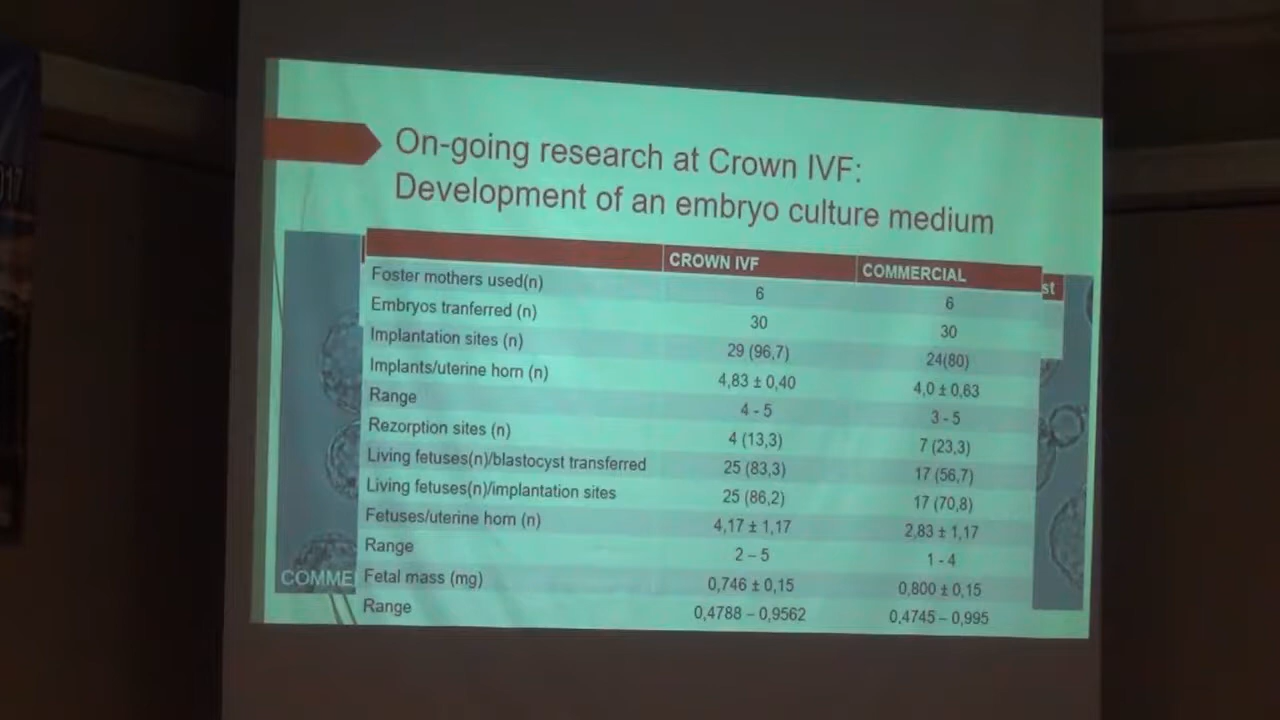 017
On-going research at Crown IVF:
Development of an embryo culture medium
CROWN IVF COMMERCIAL
st
Foster mothers used(n) 6 6
Embryos tranferred (n) 30 30
Implantation sites (n) 29 (96,7) 24(80)
Implants/uterine horn (n) 4,83 ± 0,40 4,0 ± 0,63
Range 4 - 5 3 - 5
Rezorption sites (n) 4 (13,3) 7 (23,3)
Living fetuses(n)/blastocyst transferred 25 (83,3) 17 (56,7)
Living fetuses(n)/implantation sites 25 (86,2) 17 (70,8)
Fetuses/uterine horn (n) 4,17 ± 1,17 2,83 ± 1,17
Range 2 – 5 1 - 4
COMME
Fetal mass (mg) 0,746 ± 0,15 0,800 ± 0,15
Range 0,4788 – 0,9562 0,4745 – 0,995